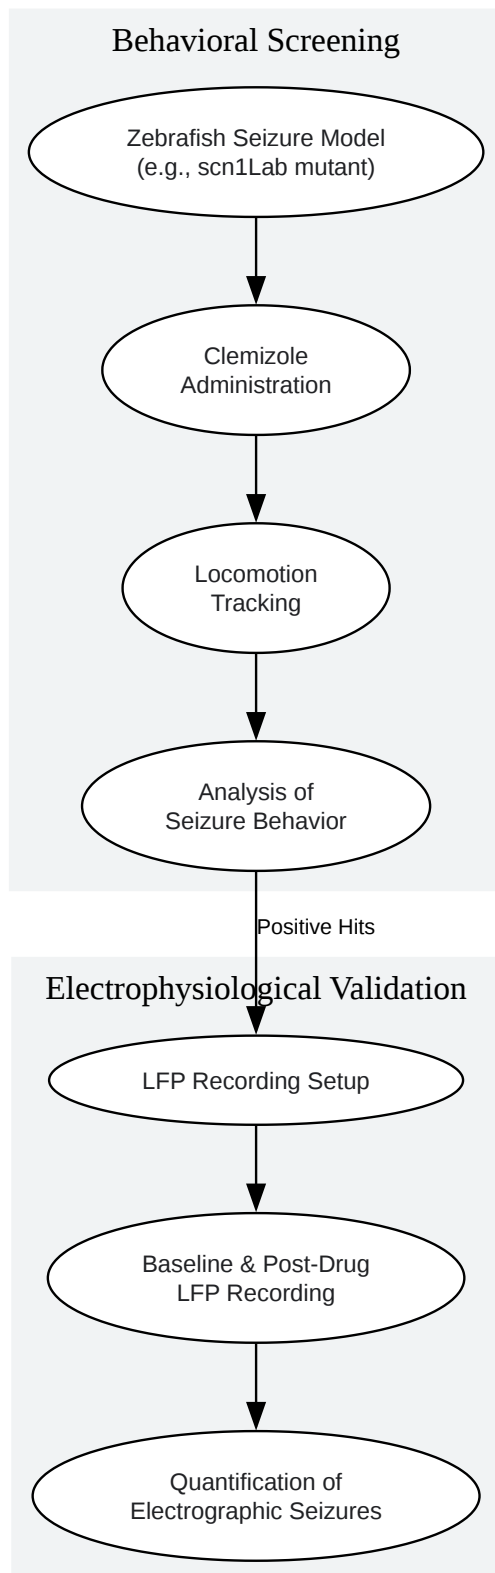 Behavioral Screening
Zebrafish Seizure Model
(e.g., scn1Lab mutant)
Clemizole
Administration
Locomotion
Tracking
Analysis of
Seizure Behavior
Positive Hits
Electrophysiological Validation
LFP Recording Setup
Baseline & Post-Drug
LFP Recording
Quantification of
Electrographic Seizures